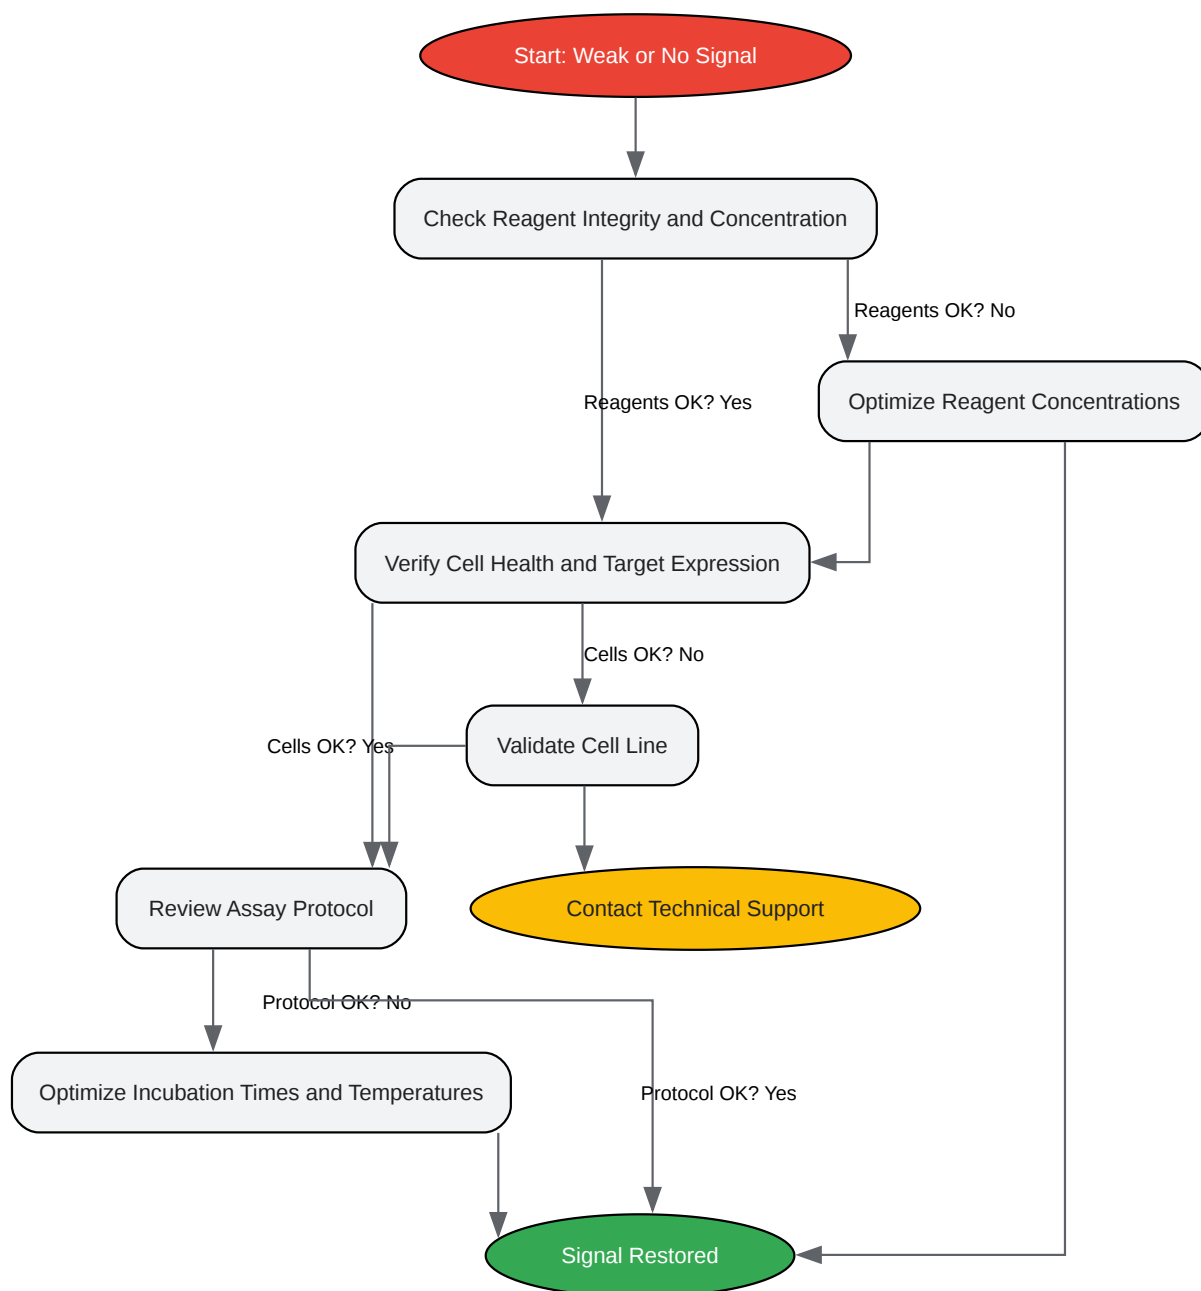 Start: Weak or No Signal
Check Reagent Integrity and Concentration
Reagents OK? No
Reagents OK? Yes
Optimize Reagent Concentrations
Verify Cell Health and Target Expression
Cells OK? No
Cells OK? Yes
Validate Cell Line
Review Assay Protocol
Contact Technical Support
Protocol OK? No
Optimize Incubation Times and Temperatures
Protocol OK? Yes
Signal Restored